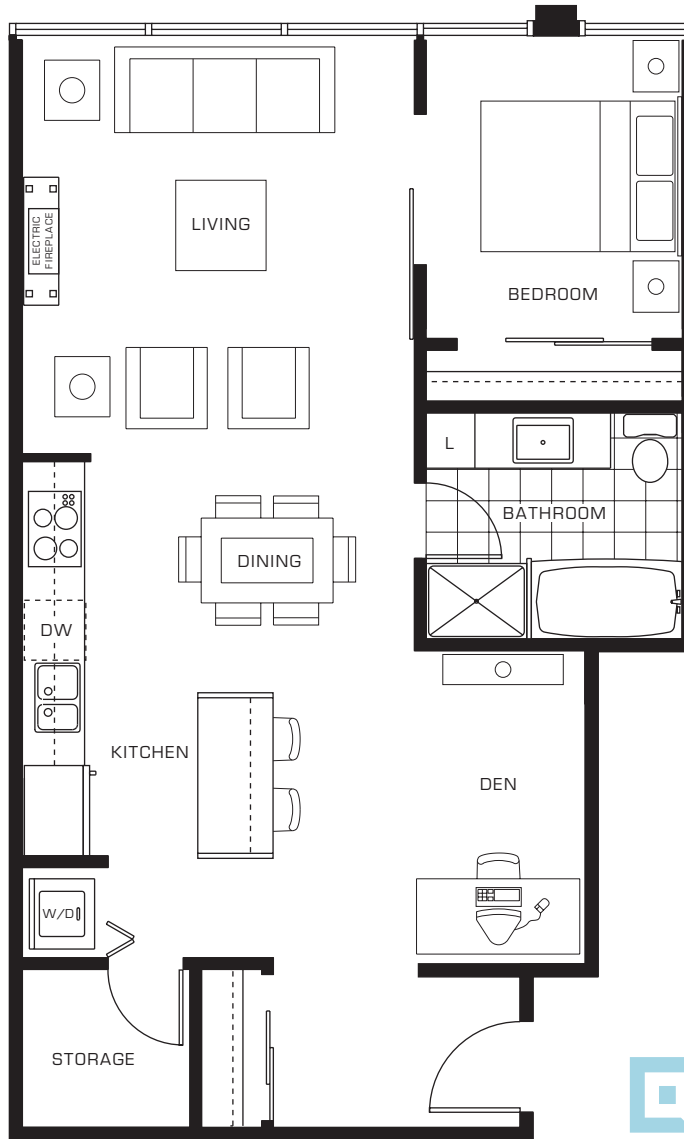 LIVING
ELECTRIC
FIREPLACE
BEDROOM
L
BATHROOM
DINING
DW
KITCHEN
DEN
W/D
STORAGE